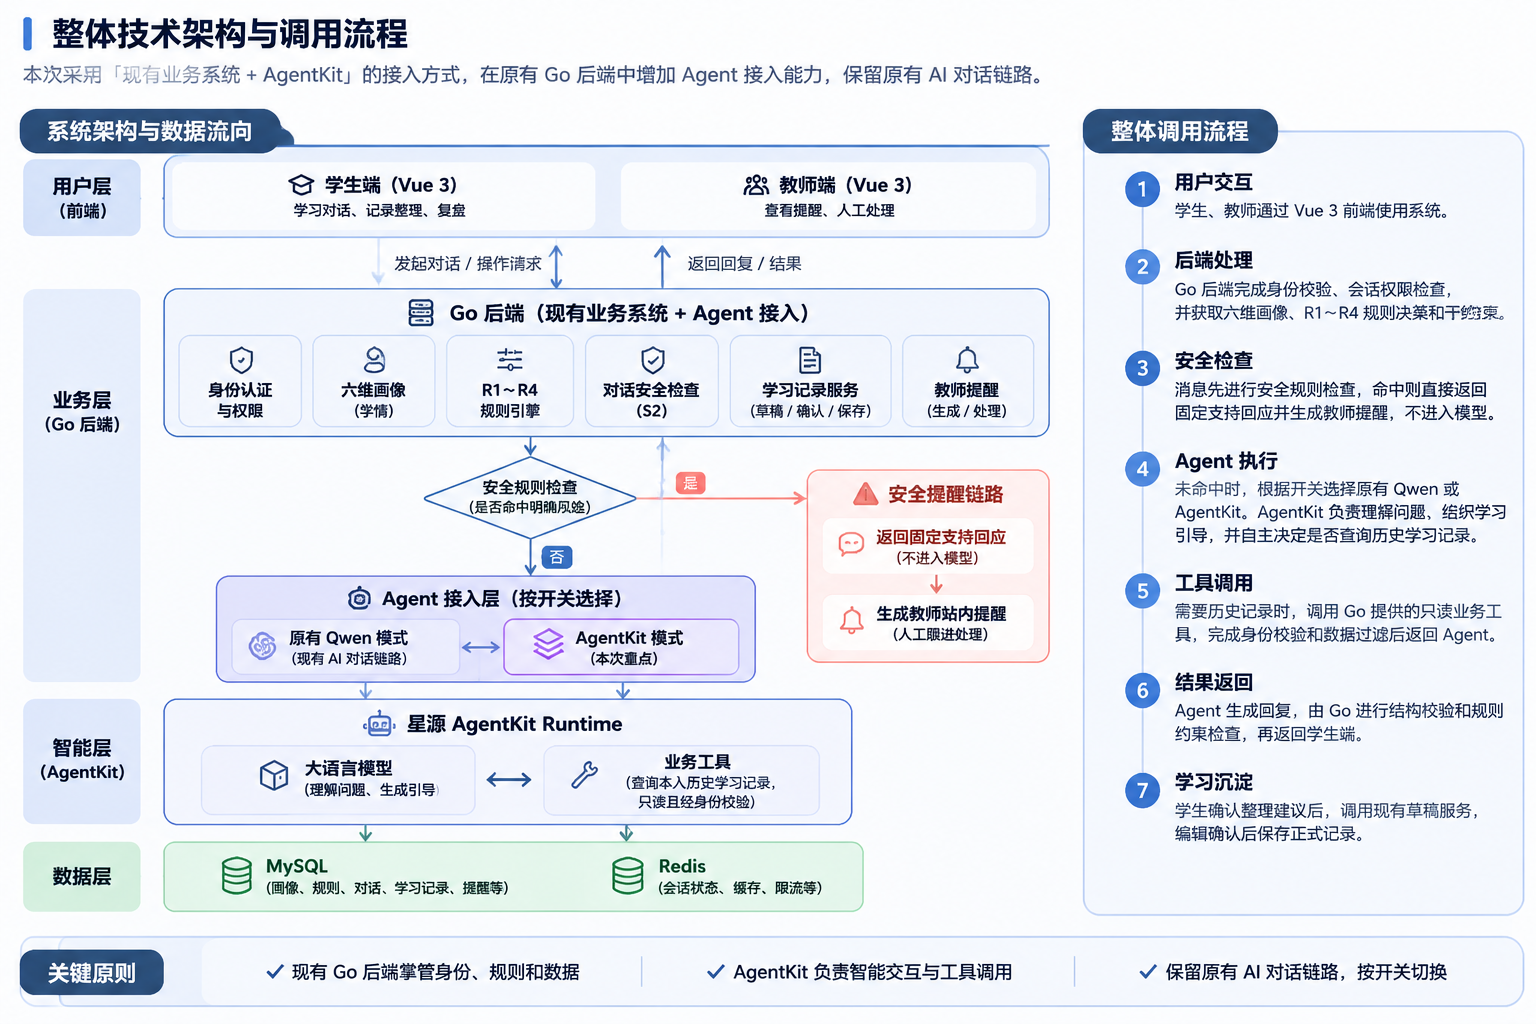 整体技术架构与调用流程
本次采用「现有业务系统 + AgentKit」的接入方式，在原有 Go 后端中增加 Agent 接入能力，保留原有 AI 对话链路。
系统架构与数据流向
用户层
（前端）
学生端（Vue 3）
学习对话、记录整理、复盘
教师端（Vue 3）
查看提醒、人工处理
发起对话 / 操作请求
返回回复 / 结果
业务层
（Go 后端）
Go 后端（现有业务系统 + Agent 接入）
身份认证
与权限
六维画像
（学情）
R1～R4
规则引擎
对话安全检查
（S2）
学习记录服务
（草稿 / 确认 / 保存）
教师提醒
（生成 / 处理）
安全规则检查
（是否命中明确风险）
是
否
安全提醒链路
返回固定支持回应
（不进入模型）
生成教师站内提醒
（人工跟进处理）
Agent 接入层（按开关选择）
原有 Qwen 模式
（现有 AI 对话链路）
AgentKit 模式
（本次重点）
智能层
（AgentKit）
星源 AgentKit Runtime
大语言模型
（理解问题、生成引导）
业务工具
（查询本人历史学习记录，
只读且经身份校验）
数据层
MySQL
（画像、规则、对话、学习记录、提醒等）
Redis
（会话状态、缓存、限流等）
整体调用流程
1 用户交互
学生、教师通过 Vue 3 前端使用系统。
2 后端处理
Go 后端完成身份校验、会话权限检查，
并获取六维画像、R1～R4 规则决策和干
3 安全检查
消息先进行安全规则检查，命中则直接返回
固定支持回应并生成教师提醒，不进入模型。
4 Agent 执行
未命中时，根据开关选择原有 Qwen 或
AgentKit。AgentKit 负责理解问题、组织学习
引导，并自主决定是否查询历史学习记录。
5 工具调用
需要历史记录时，调用 Go 提供的只读业务工
具，完成身份校验和数据过滤后返回 Agent。
6 结果返回
Agent 生成回复，由 Go 进行结构校验和规则
约束检查，再返回学生端。
7 学习沉淀
学生确认整理建议后，调用现有草稿服务，
编辑确认后保存正式记录。
关键原则
现有 Go 后端掌管身份、规则和数据
AgentKit 负责智能交互与工具调用
保留原有 AI 对话链路，按开关切换